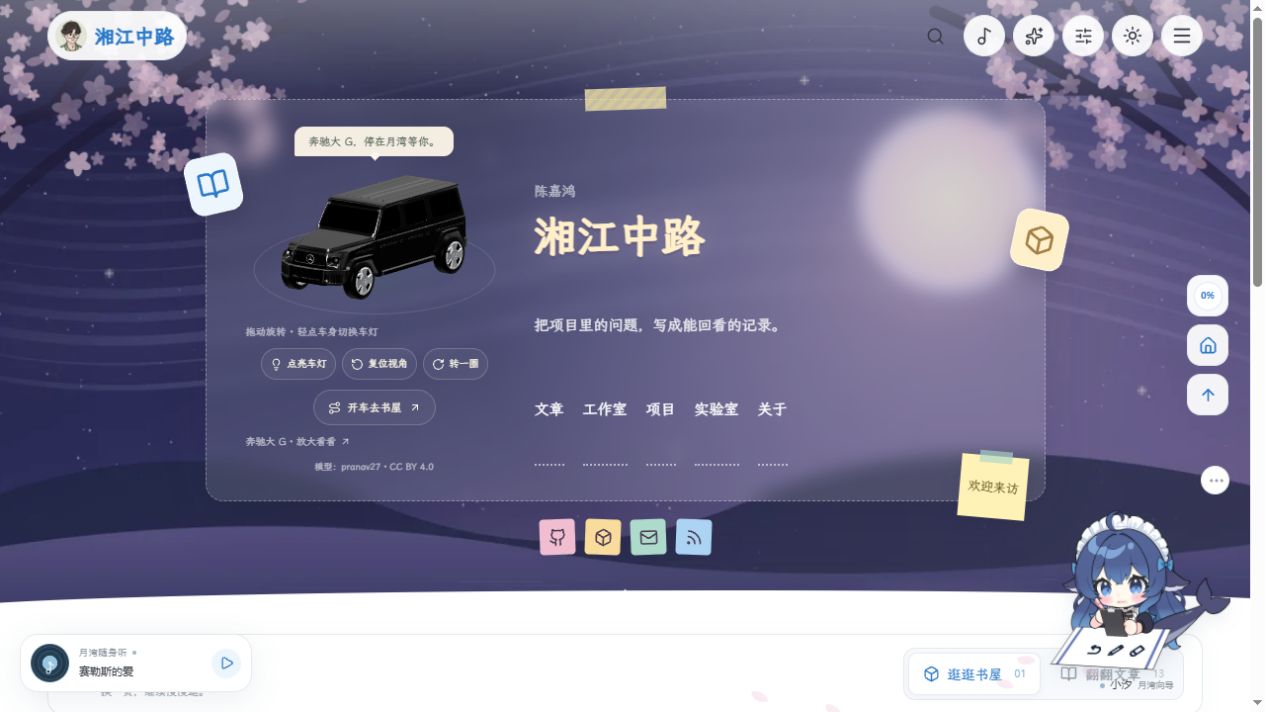 湘江中路
奔驰大 G，停在月湾等你。
陈嘉鸿
湘江中路
把项目里的问题，写成能回看的记录。
拖动旋转・轻点车身切换车灯
点亮车灯
复位视角
转一圈
开车去书屋
奔驰大 G・放大看看
模型：pranav27・CC BY 4.0
文章 工作室 项目 实验室 关于
欢迎来访
0%
月湾随身听
赛勒斯的爱
逛逛书屋 01
翻翻文章 13
小汐 月湾向导